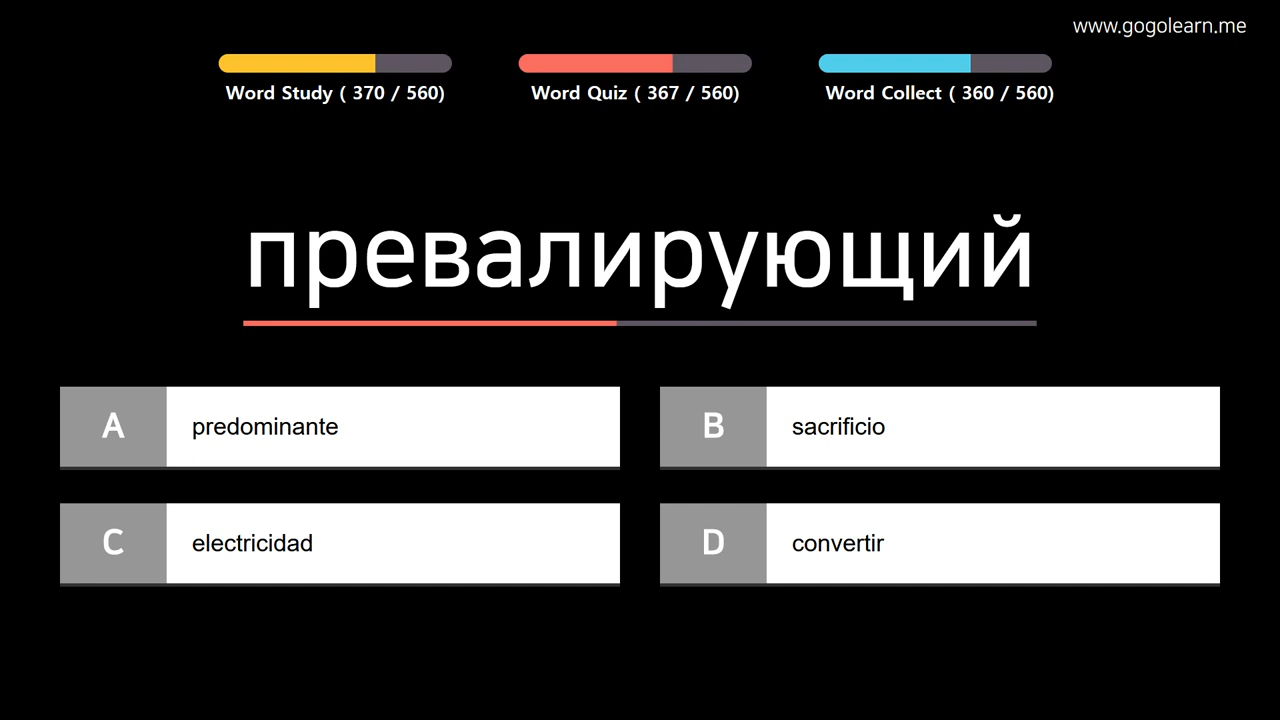 www.gogolearn.me
Word Study ( 370 / 560)
Word Quiz ( 367 / 560)
Word Collect ( 360 / 560)
превалирующий
A predominante
B sacrificio
C electricidad
D convertir